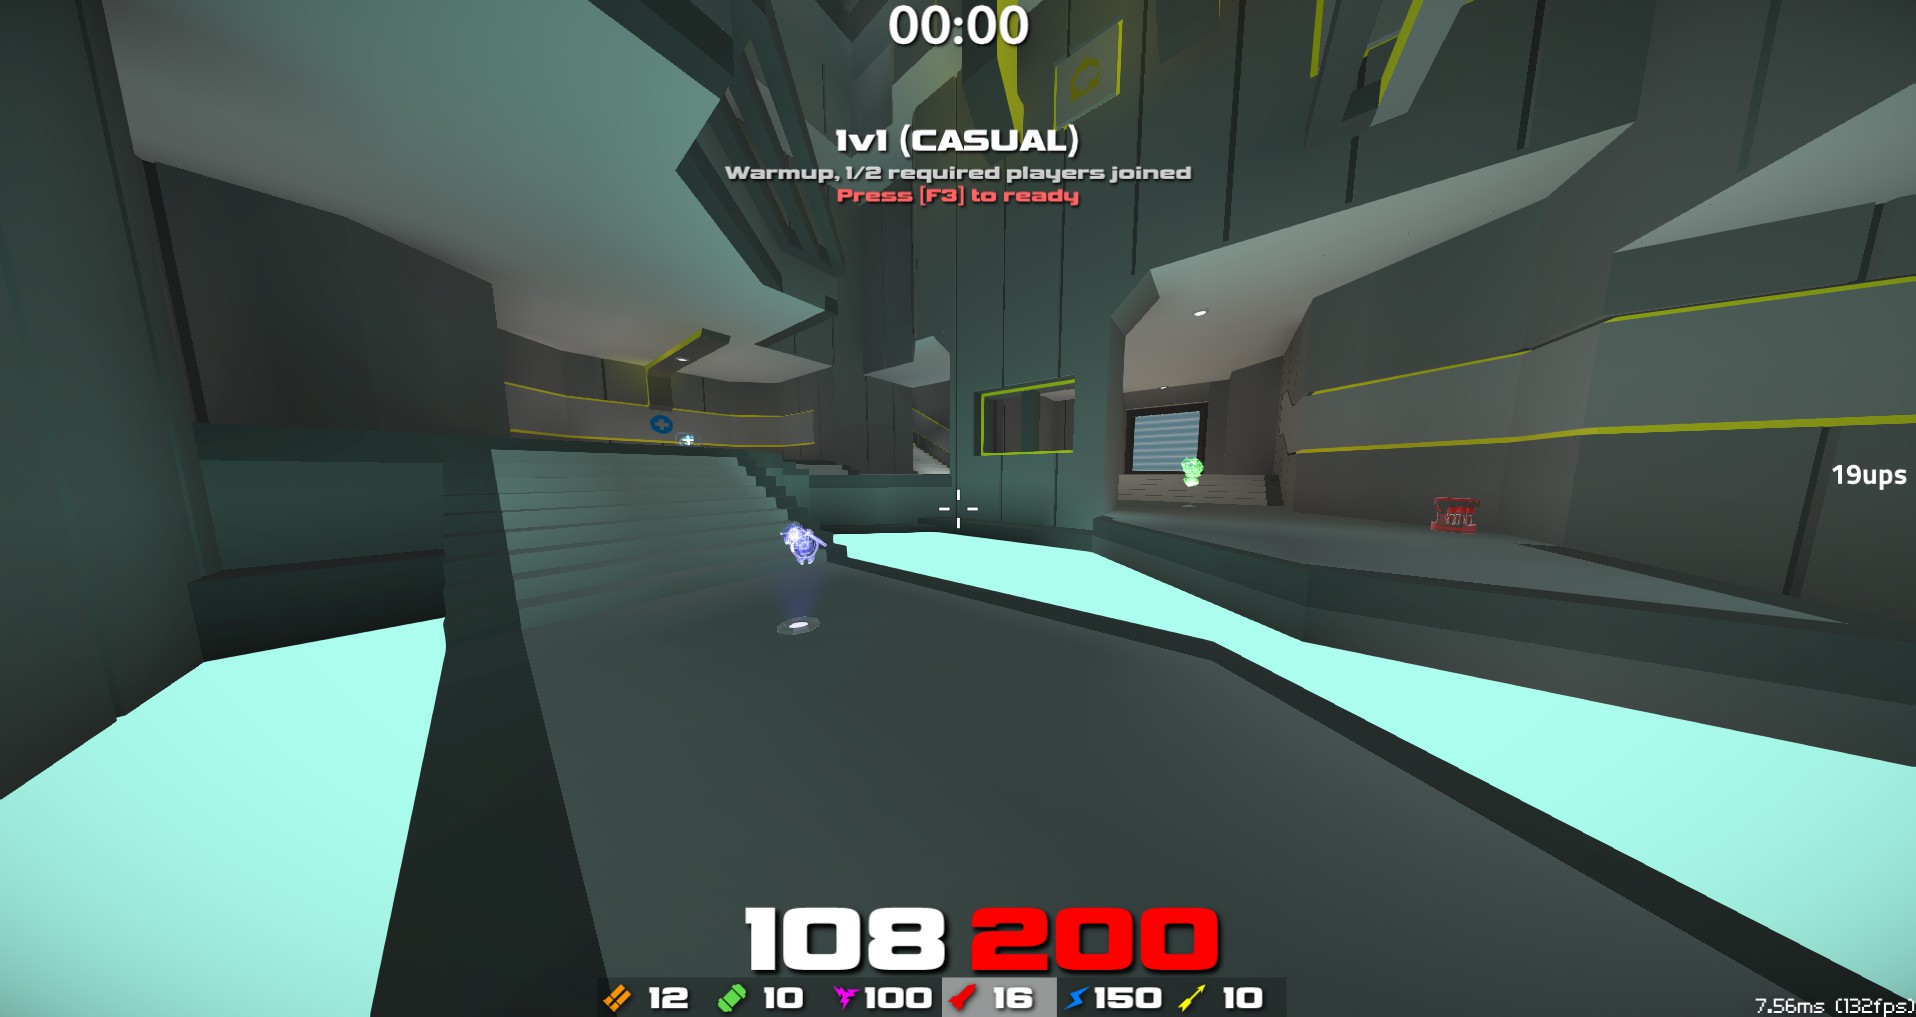 00:00
1v1 (CASUAL)
Warmup, 1/2 required players joined
Press [F3] to ready
19ups
108 200
12 10 100 16 150 10
7.56ms (132fps)